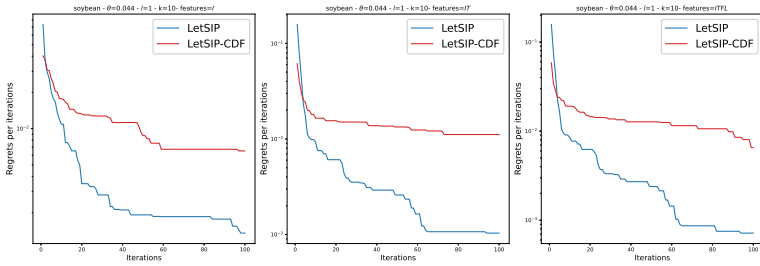 soybean - θ=0.044 - l=1 - k=10- features=I
Regrets per iterations
10⁻²
LetSIP
LetSIP-CDF
0 20 40 60 80 100
Iterations
soybean - θ=0.044 - l=1 - k=10- features=IT
Regrets per iterations
10⁻¹
10⁻²
10⁻³
LetSIP
LetSIP-CDF
0 20 40 60 80 100
Iterations
soybean - θ=0.044 - l=1 - k=10- features=ITFL
Regrets per iterations
10⁻¹
10⁻²
10⁻³
LetSIP
LetSIP-CDF
0 20 40 60 80 100
Iterations